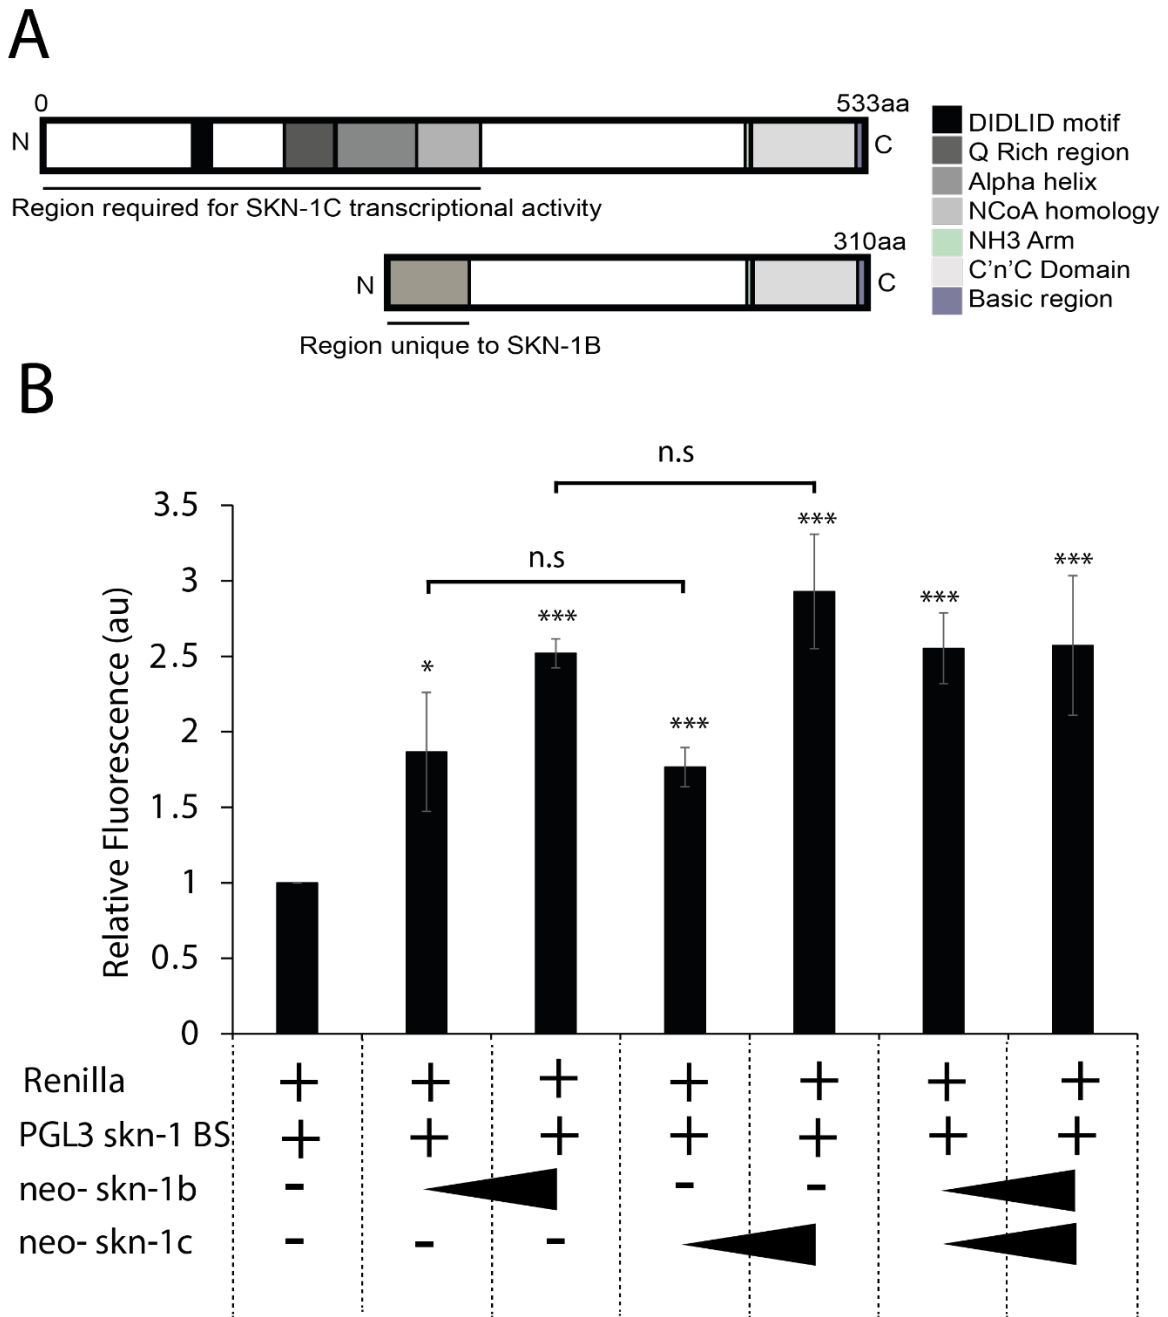 A
0
533aa
N
C
DIDLID motif
Q Rich region
Alpha helix
NCoA homology
NH3 Arm
C'n'C Domain
Basic region
Region required for SKN-1C transcriptional activity
310aa
N
C
Region unique to SKN-1B
B
n.s
n.s
Relative Fluorescence (au)
3.5
3
2.5
2
1.5
1
0.5
0
*
***
***
***
***
***
Renilla + + + + + + +
PGL3 skn-1 BS + + + + + + +
neo- skn-1b - - -
neo- skn-1c - - -